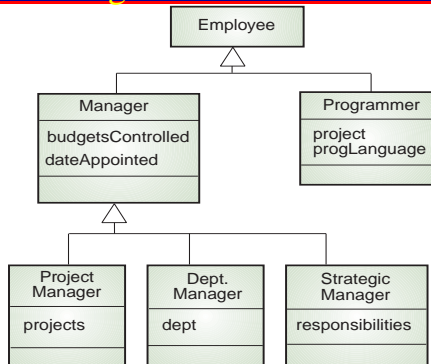 Employee
Manager
budgetsControlled
dateAppointed
Programmer
project
progLanguage
Project
Manager
projects
Dept.
Manager
dept
Strategic
Manager
responsibilities